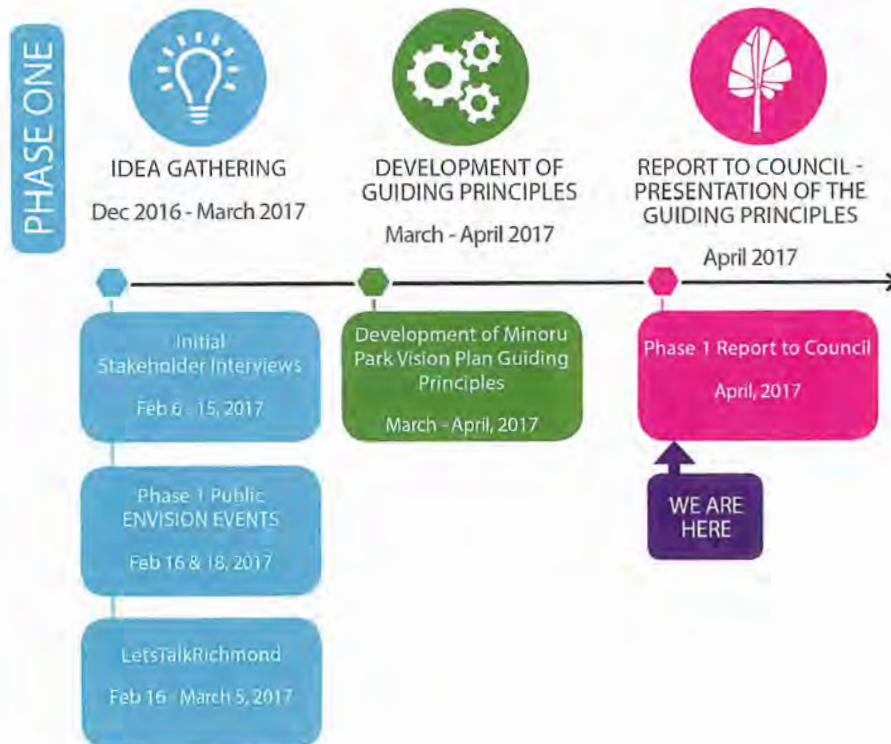 PHASE ONE
IDEA GATHERING
Dec 2016 - March 2017
DEVELOPMENT OF
GUIDING PRINCIPLES
March - April 2017
REPORT TO COUNCIL -
PRESENTATION OF THE
GUIDING PRINCIPLES
April 2017
Initial
Stakeholder Interviews
Feb 6 - 15, 2017
Phase 1 Public
ENVISION EVENTS
Feb 16 & 18, 2017
LetsTalkRichmond
Feb 16 - March 5, 2017
Development of Minoru
Park Vision Plan Guiding
Principles
March - April, 2017
Phase 1 Report to Council
April, 2017
WE ARE
HERE